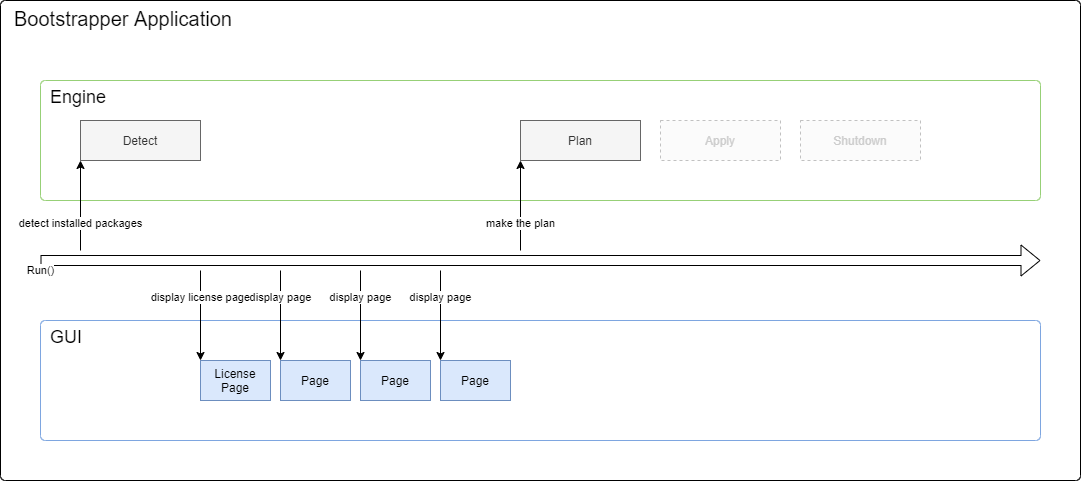 Bootstrapper Application
Engine
Detect
Plan
Apply
Shutdown
detect installed packages
make the plan
Run()
display license page
display page
display page
display page
GUI
License
Page
Page
Page
Page